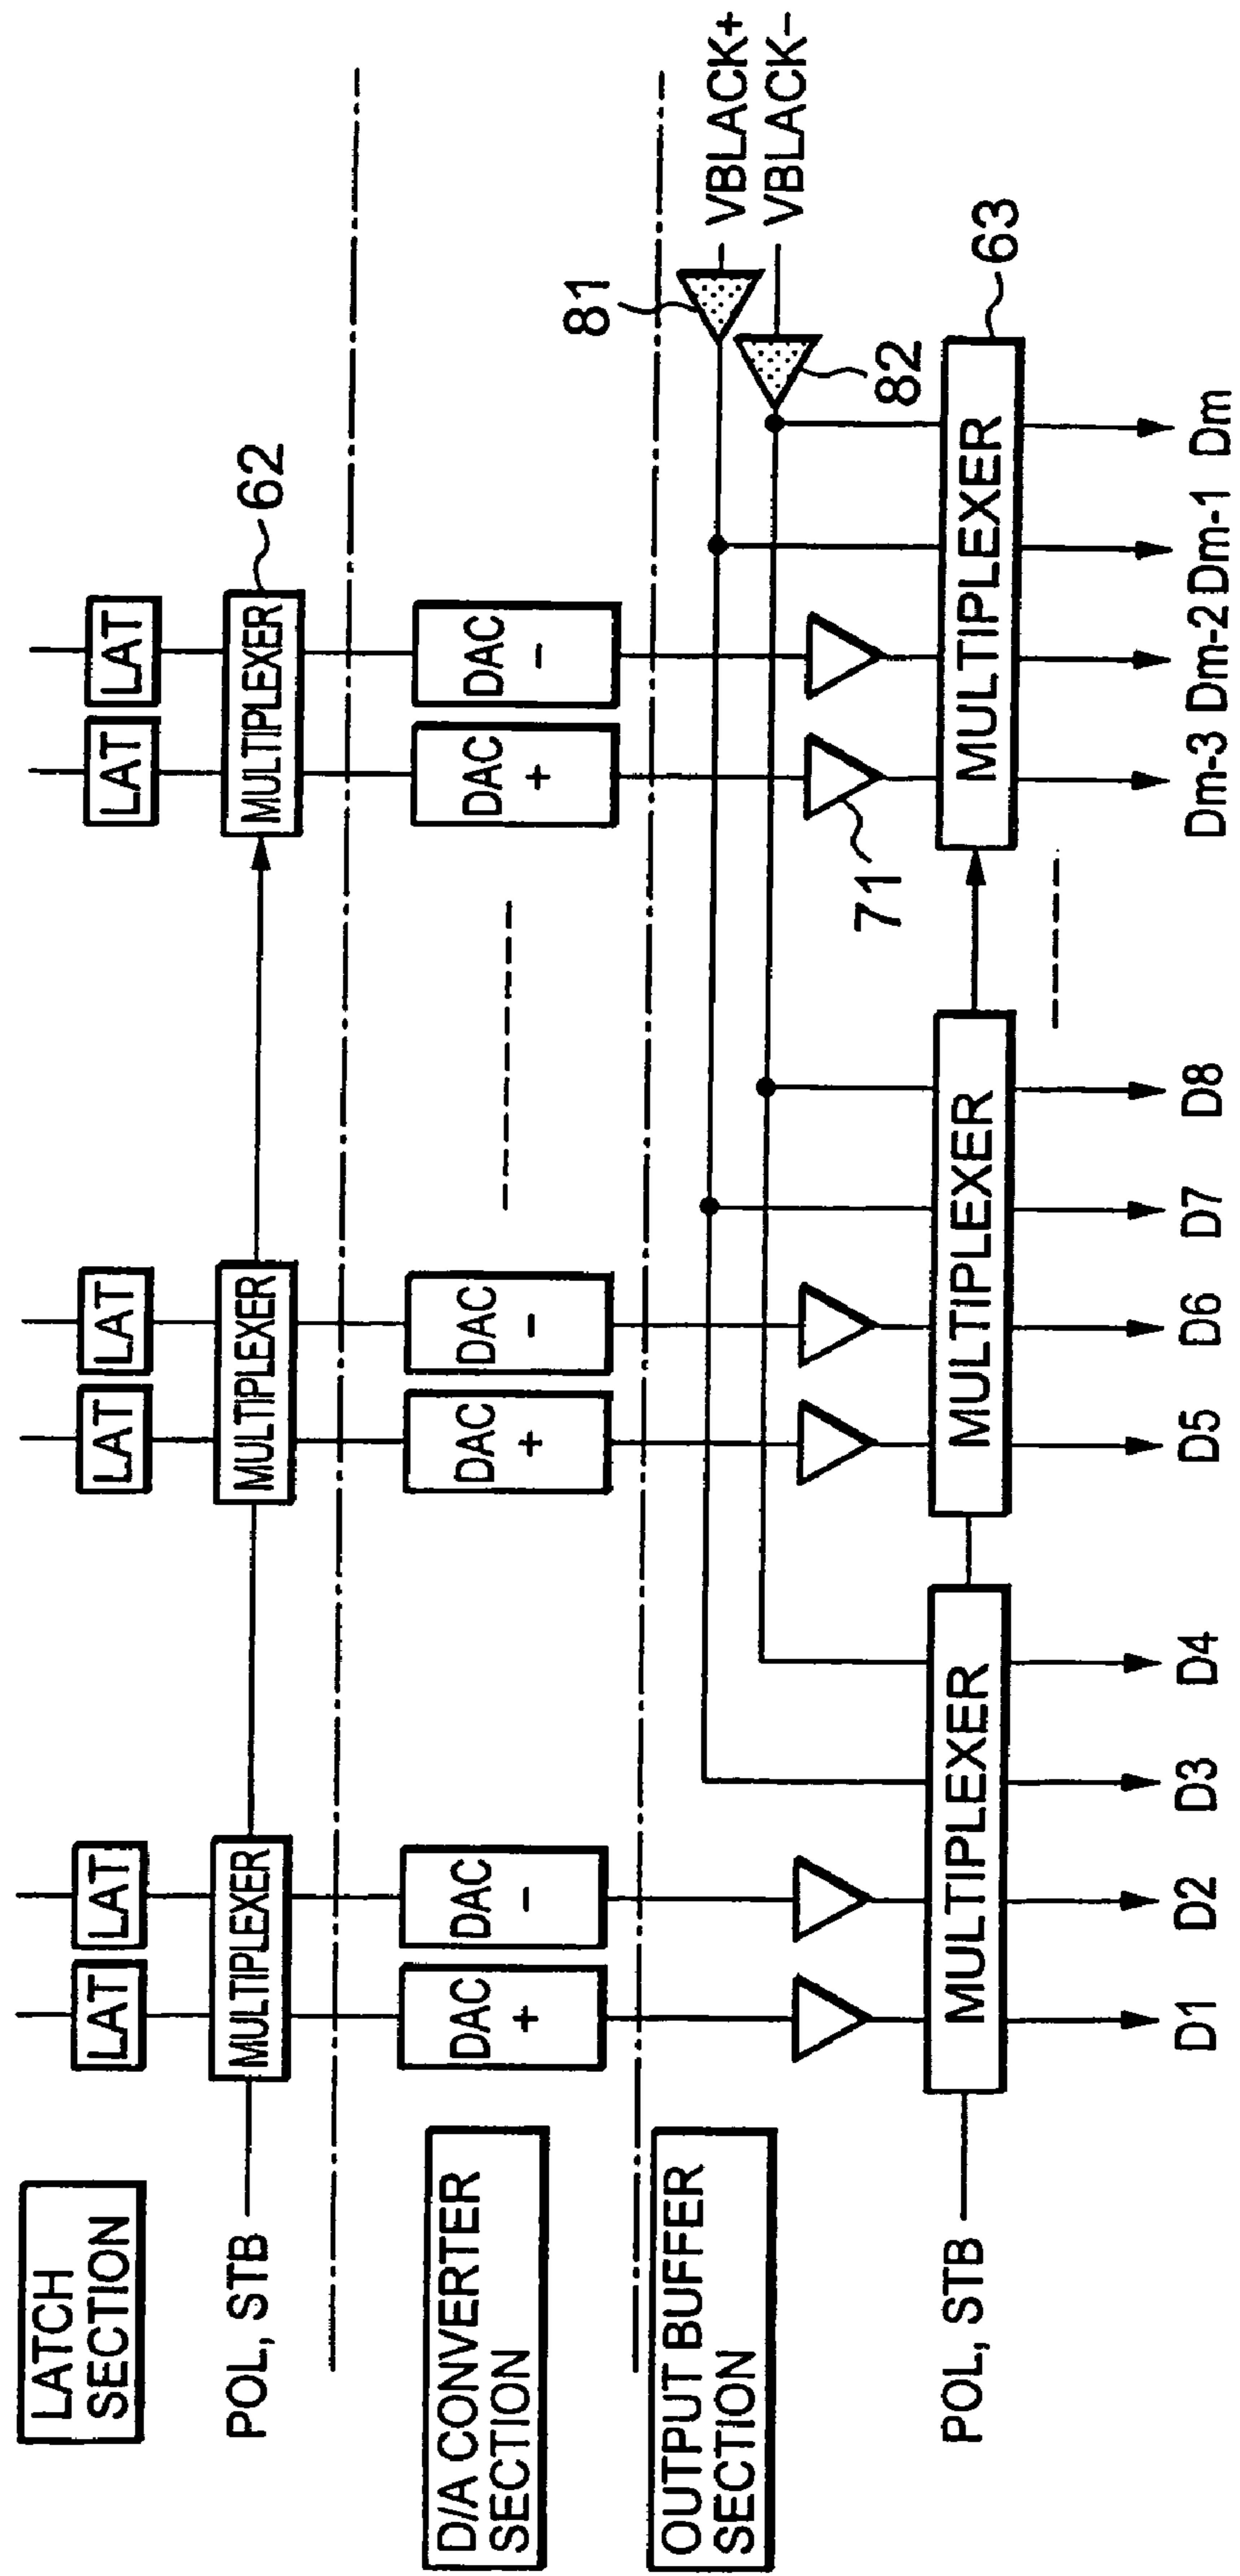 LATCH
SECTION
LAT LAT LAT LAT LAT LAT
POL, STB
MULTIPLEXER MULTIPLEXER MULTIPLEXER 62
D/A CONVERTER
SECTION
DAC
+
DAC
-
DAC
+
DAC
-
DAC
+
DAC
-
OUTPUT BUFFER
SECTION
81
VBLACK+
VBLACK-
82
71
63
POL, STB
MULTIPLEXER MULTIPLEXER MULTIPLEXER
D1 D2 D3 D4 D5 D6 D7 D8 Dm-3 Dm-2 Dm-1 Dm